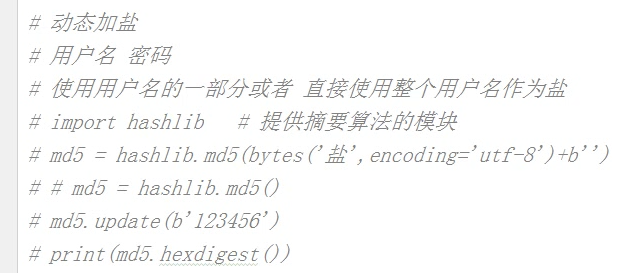 # 动态加盐
# 用户名 密码
# 使用用户名的一部分或者 直接使用整个用户名作为盐
# import hashlib   # 提供摘要算法的模块
# md5 = hashlib.md5(bytes('盐',encoding='utf-8')+b'')
# # md5 = hashlib.md5()
# md5.update(b'123456')
# print(md5.hexdigest())